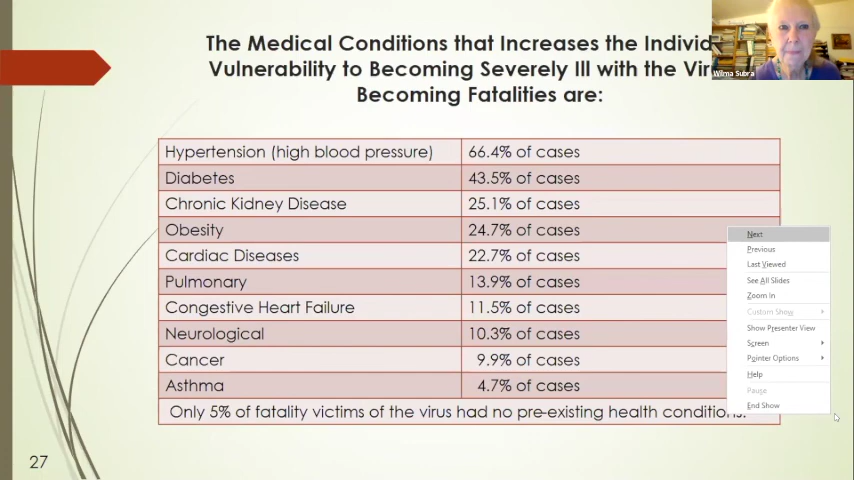 The Medical Conditions that Increases the Individ
Vulnerability to Becoming Severely Ill with the Viru
Becoming Fatalities are:
Wilma Subra
Hypertension (high blood pressure) 66.4% of cases
Diabetes 43.5% of cases
Chronic Kidney Disease 25.1% of cases
Obesity 24.7% of cases
Cardiac Diseases 22.7% of cases
Pulmonary 13.9% of cases
Congestive Heart Failure 11.5% of cases
Neurological 10.3% of cases
Cancer 9.9% of cases
Asthma 4.7% of cases
Only 5% of fatality victims of the virus had no pre-existing health conditions.
Next
Previous
Last Viewed
See All Slides
Zoom In
Custom Show
Show Presenter View
Screen
Pointer Options
Help
Pause
End Show
27